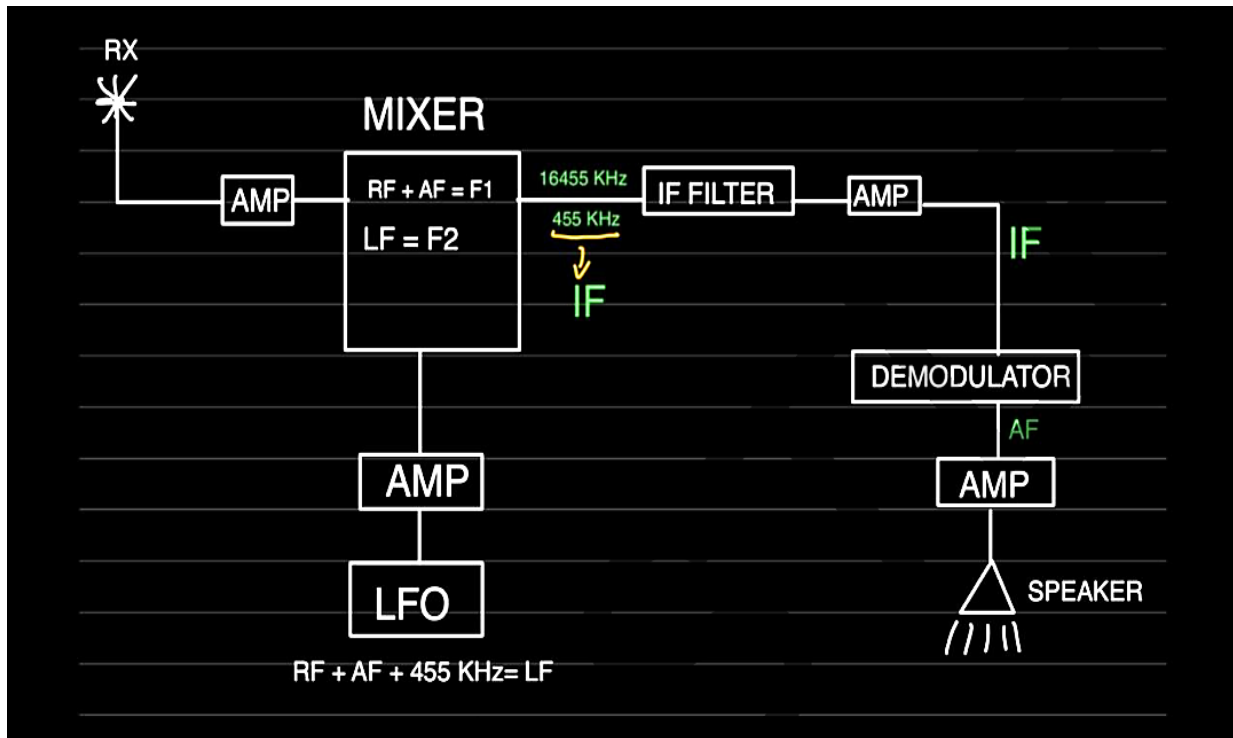 RX
MIXER
AMP
RF + AF = F1
LF = F2
16455 KHz
455 KHz
IF
IF FILTER
AMP
IF
DEMODULATOR
AF
AMP
SPEAKER
AMP
LFO
RF + AF + 455 KHz= LF